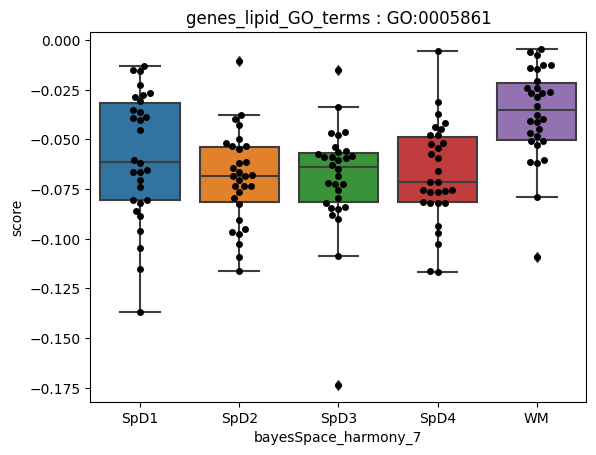 genes_lipid_GO_terms : GO:0005861
0.000
−0.025
−0.050
−0.075
−0.100
−0.125
−0.150
−0.175
score
SpD1 SpD2 SpD3 SpD4 WM
bayesSpace_harmony_7